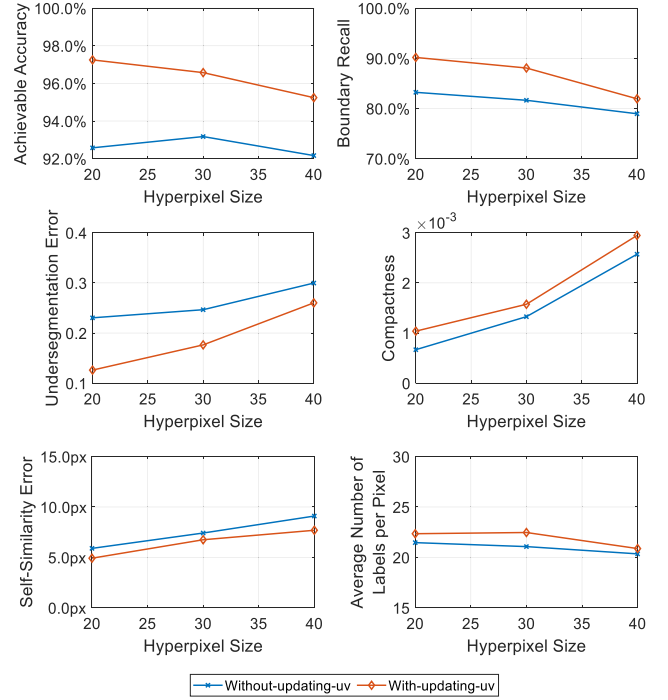 100.0%
98.0%
96.0%
94.0%
92.0%
Achievable Accuracy
20 25 30 35 40
Hyperpixel Size
100.0%
90.0%
80.0%
70.0%
Boundary Recall
20 25 30 35 40
Hyperpixel Size
0.4
0.3
0.2
0.1
Undersegmentation Error
20 25 30 35 40
Hyperpixel Size
×10⁻³
3
2
1
0
Compactness
20 25 30 35 40
Hyperpixel Size
15.0px
10.0px
5.0px
0.0px
Self-Similarity Error
20 25 30 35 40
Hyperpixel Size
30
25
20
15
Average Number of
Labels per Pixel
20 25 30 35 40
Hyperpixel Size
Without-updating-uv With-updating-uv